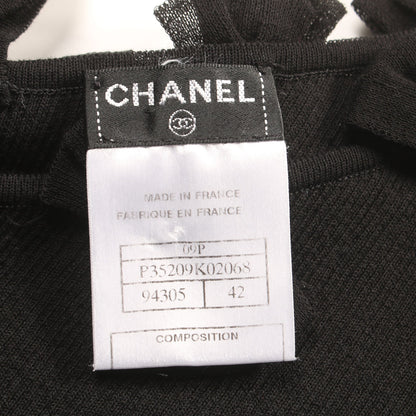 CHANEL
MADE IN FRANCE
FABRIQUE EN FRANCE
09P
P35209K02068
94305 42
COMPOSITION